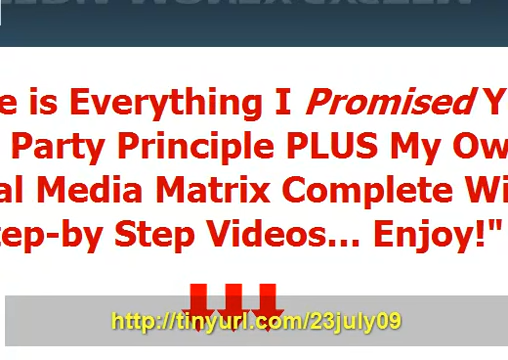 e is Everything I Promised Y
Party Principle PLUS My Ow
al Media Matrix Complete Wi
tep-by Step Videos... Enjoy!"
http://tinyurl.com/23july09